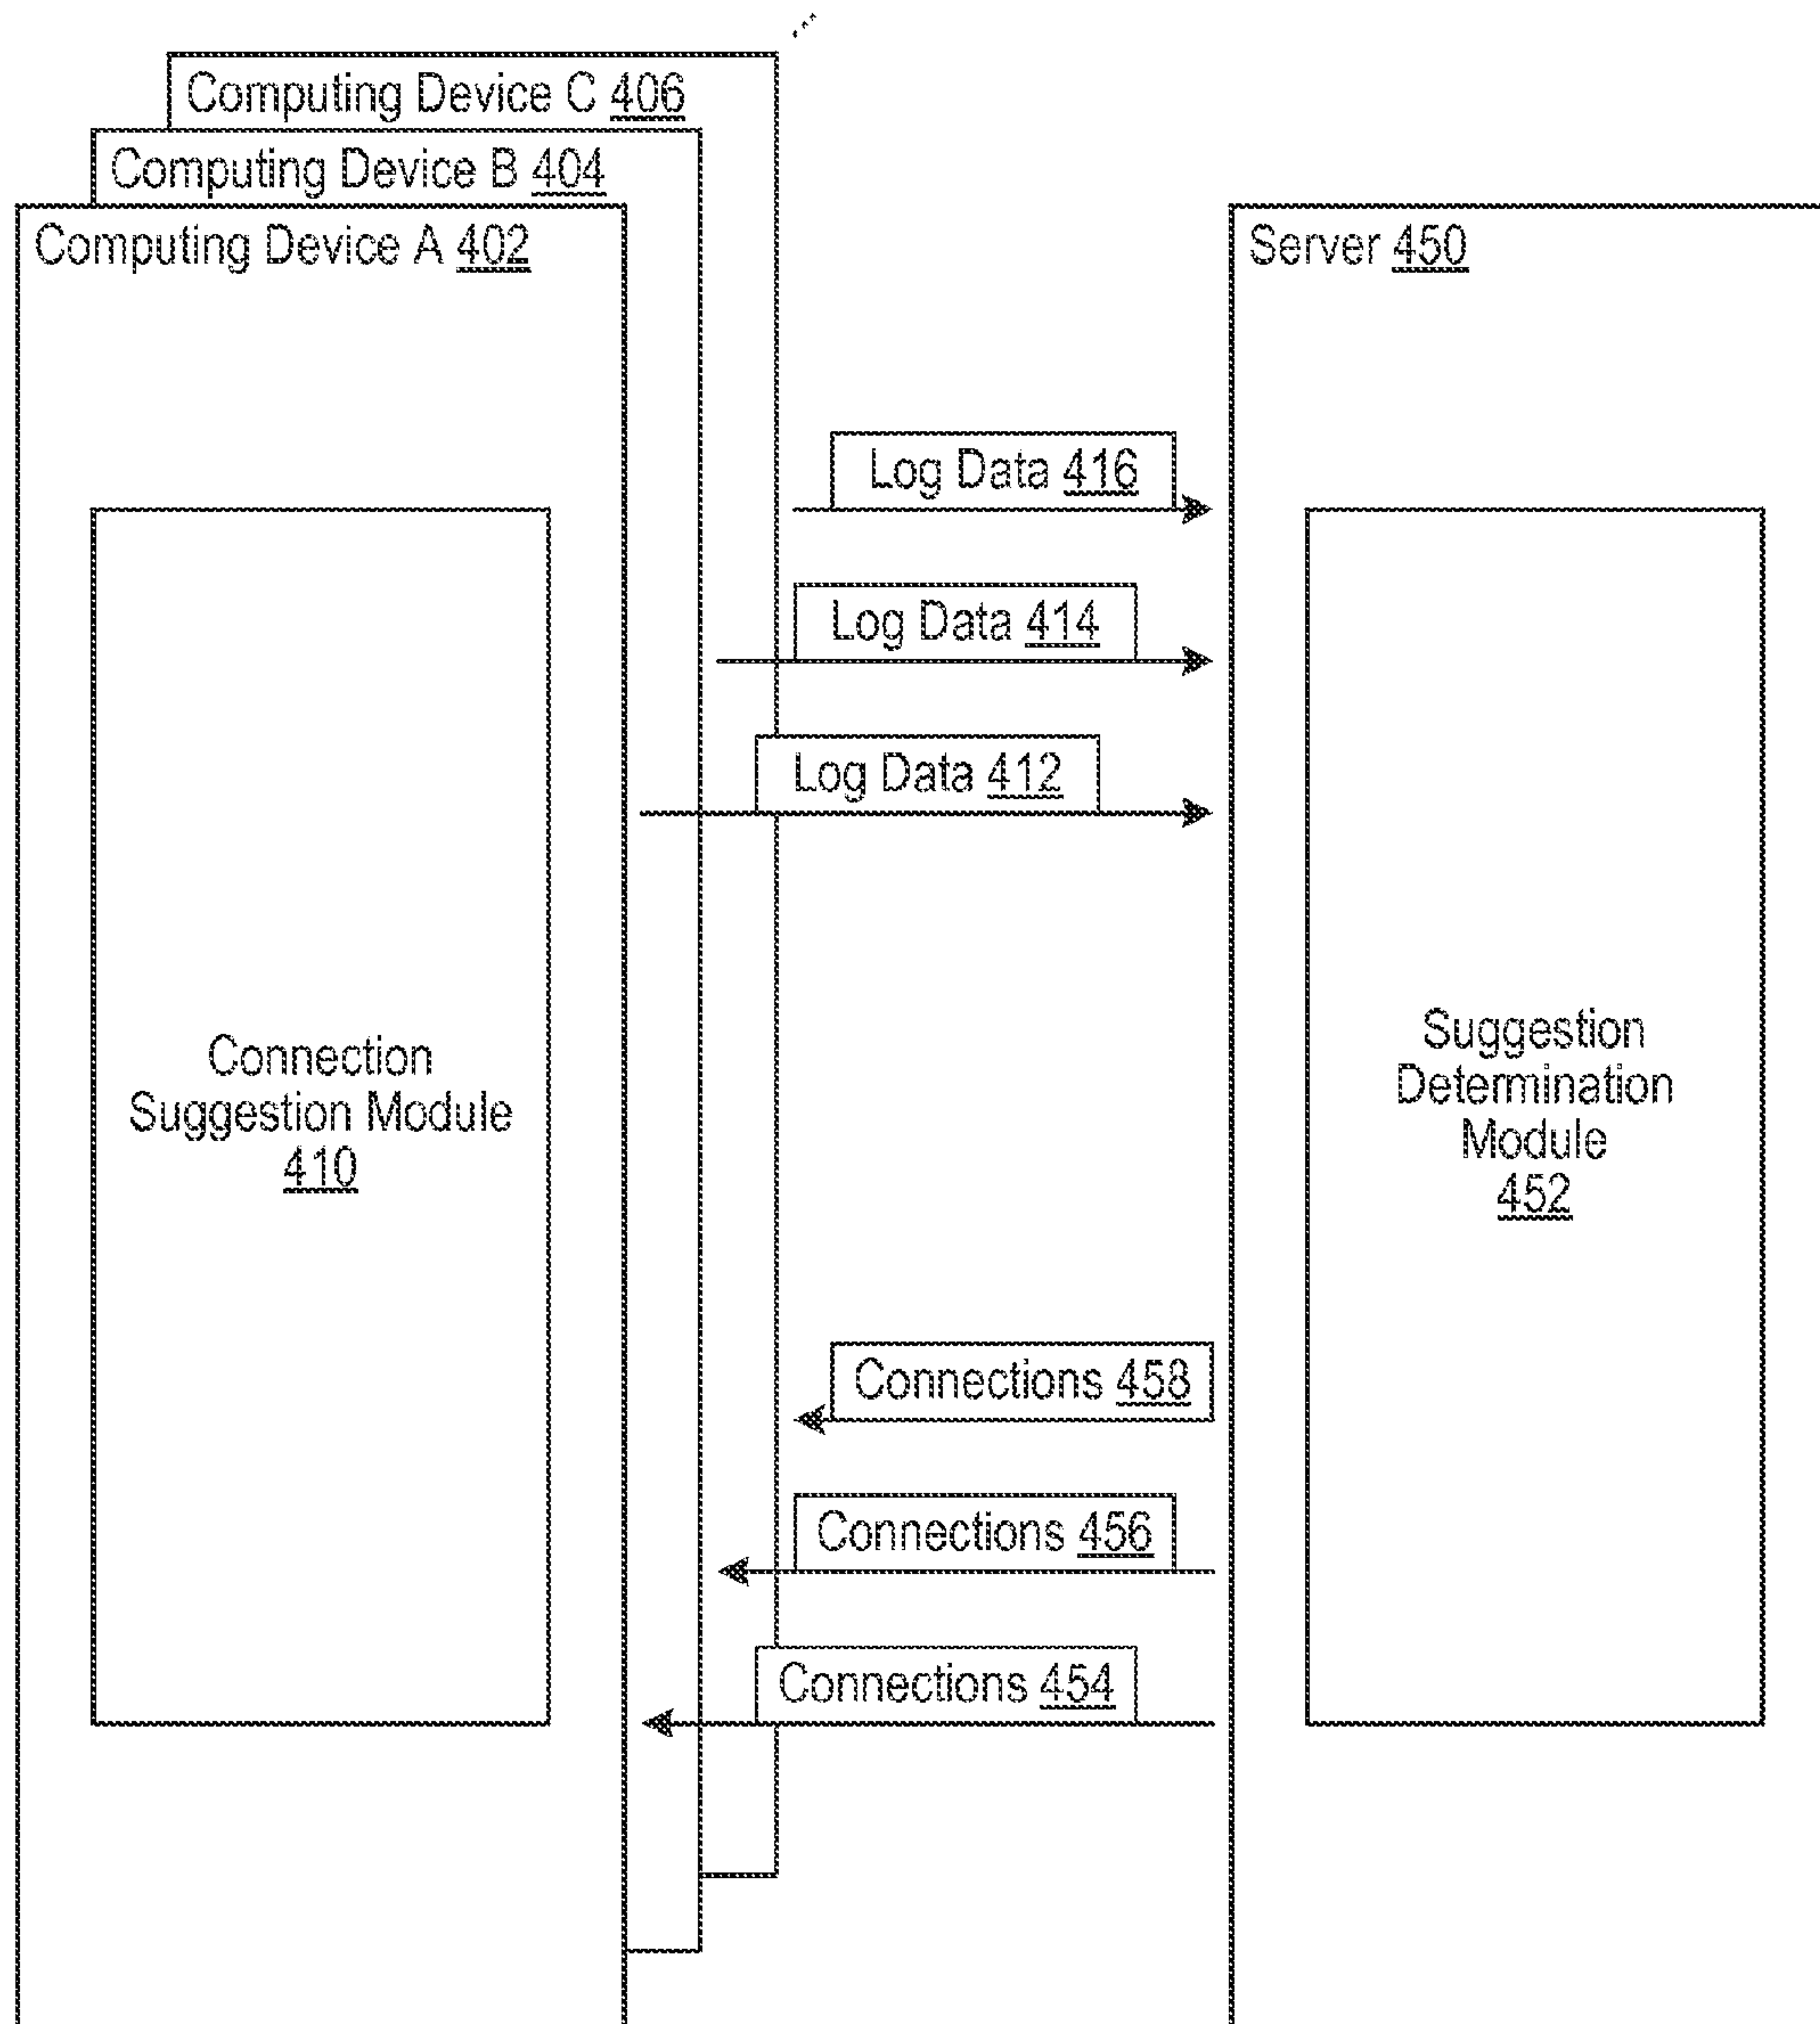 Computing Device C 406
Computing Device B 404
Computing Device A 402
Server 450
Log Data 416
Log Data 414
Log Data 412
Connection
Suggestion Module
410
Suggestion
Determination
Module
452
Connections 458
Connections 456
Connections 454